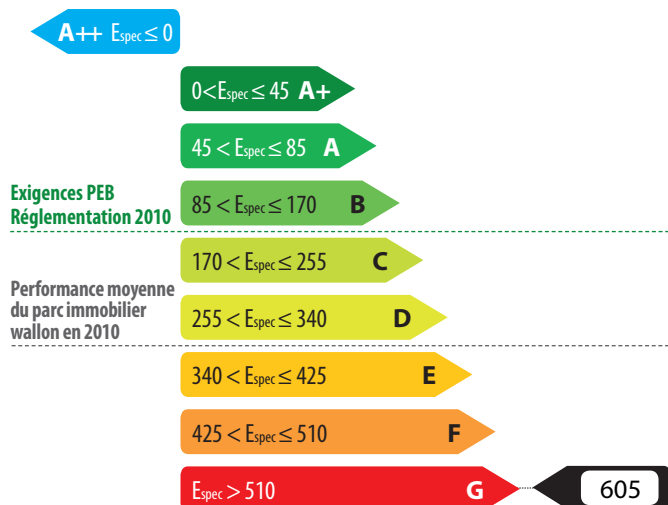 A++ Espec ≤ 0
0<Espec ≤ 45 A+
45 < Espec ≤ 85 A
Exigences PEB
Réglementation 2010
85 < Espec ≤ 170 B
170 < Espec ≤ 255 C
Performance moyenne
du parc immobilier
wallon en 2010
255 < Espec ≤ 340 D
340 < Espec ≤ 425 E
425 < Espec ≤ 510 F
Espec > 510 G 605